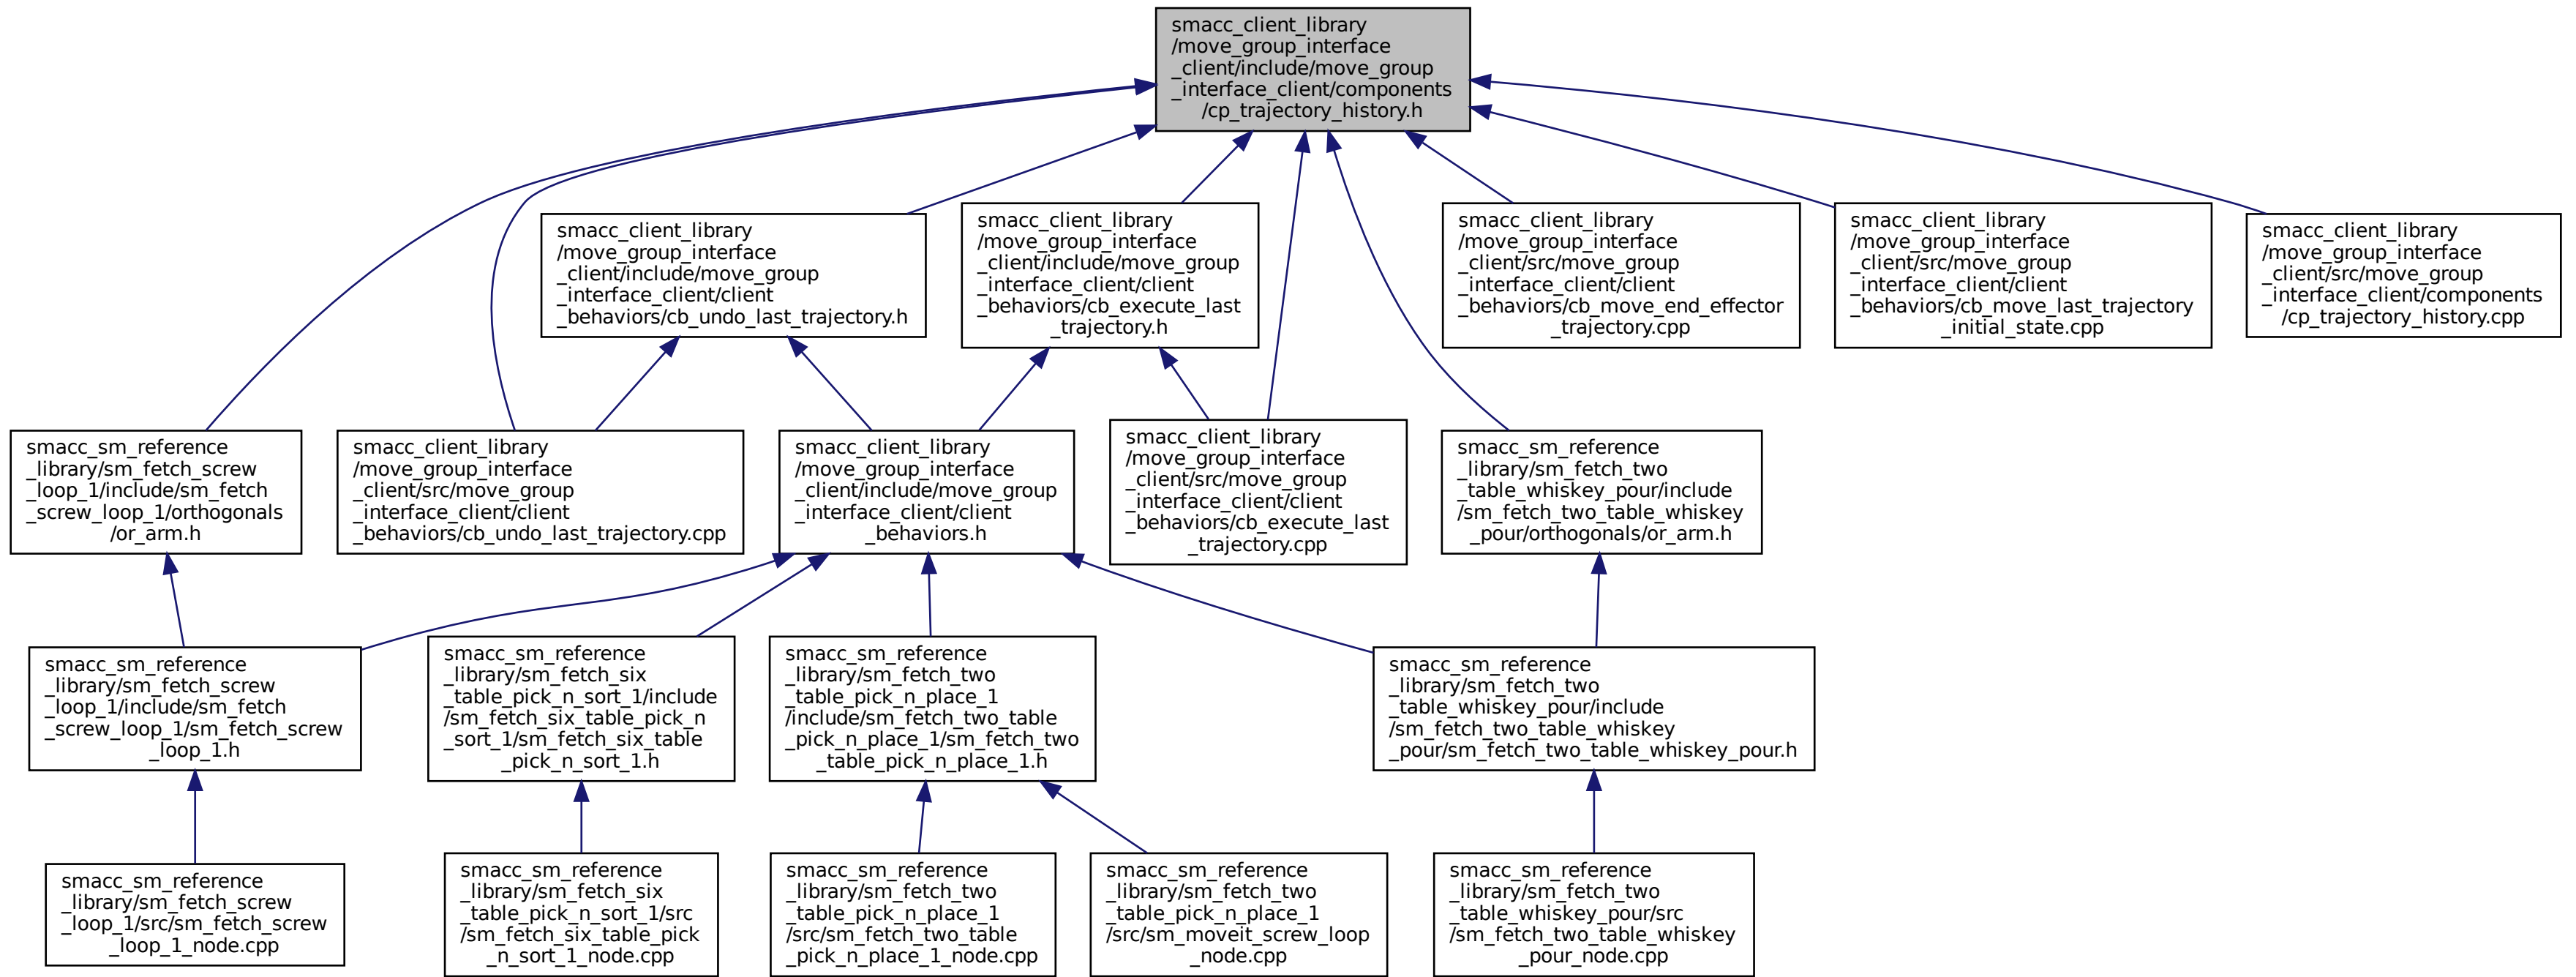 smacc_client_library
/move_group_interface
_client/include/move_group
_interface_client/components
/cp_trajectory_history.h
smacc_client_library
/move_group_interface
_client/include/move_group
_interface_client/client
_behaviors/cb_undo_last_trajectory.h
smacc_client_library
/move_group_interface
_client/include/move_group
_interface_client/client
_behaviors/cb_execute_last
_trajectory.h
smacc_client_library
/move_group_interface
_client/src/move_group
_interface_client/client
_behaviors/cb_move_end_effector
_trajectory.cpp
smacc_client_library
/move_group_interface
_client/src/move_group
_interface_client/client
_behaviors/cb_move_last_trajectory
_initial_state.cpp
smacc_client_library
/move_group_interface
_client/src/move_group
_interface_client/components
/cp_trajectory_history.cpp
smacc_sm_reference
_library/sm_fetch_screw
_loop_1/include/sm_fetch
_screw_loop_1/orthogonals
/or_arm.h
smacc_client_library
/move_group_interface
_client/src/move_group
_interface_client/client
_behaviors/cb_undo_last_trajectory.cpp
smacc_client_library
/move_group_interface
_client/include/move_group
_interface_client/client
_behaviors.h
smacc_client_library
/move_group_interface
_client/src/move_group
_interface_client/client
_behaviors/cb_execute_last
_trajectory.cpp
smacc_sm_reference
_library/sm_fetch_two
_table_whiskey_pour/include
/sm_fetch_two_table_whiskey
_pour/orthogonals/or_arm.h
smacc_sm_reference
_library/sm_fetch_screw
_loop_1/include/sm_fetch
_screw_loop_1/sm_fetch_screw
_loop_1.h
smacc_sm_reference
_library/sm_fetch_six
_table_pick_n_sort_1/include
/sm_fetch_six_table_pick_n
_sort_1/sm_fetch_six_table
_pick_n_sort_1.h
smacc_sm_reference
_library/sm_fetch_two
_table_pick_n_place_1
/include/sm_fetch_two_table
_pick_n_place_1/sm_fetch_two
_table_pick_n_place_1.h
smacc_sm_reference
_library/sm_fetch_two
_table_whiskey_pour/include
/sm_fetch_two_table_whiskey
_pour/sm_fetch_two_table_whiskey_pour.h
smacc_sm_reference
_library/sm_fetch_screw
_loop_1/src/sm_fetch_screw
_loop_1_node.cpp
smacc_sm_reference
_library/sm_fetch_six
_table_pick_n_sort_1/src
/sm_fetch_six_table_pick
_n_sort_1_node.cpp
smacc_sm_reference
_library/sm_fetch_two
_table_pick_n_place_1
/src/sm_fetch_two_table
_pick_n_place_1_node.cpp
smacc_sm_reference
_library/sm_fetch_two
_table_pick_n_place_1
/src/sm_moveit_screw_loop
_node.cpp
smacc_sm_reference
_library/sm_fetch_two
_table_whiskey_pour/src
/sm_fetch_two_table_whiskey
_pour_node.cpp